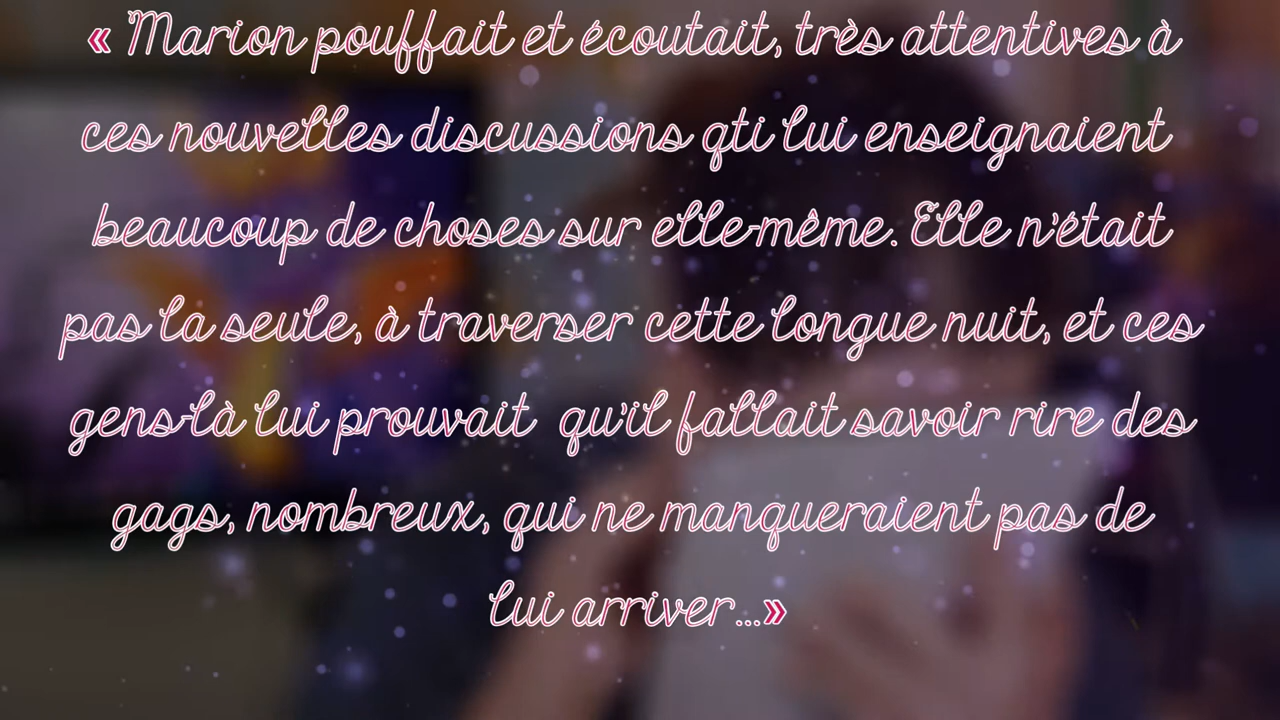 « Marion pouffait et écoutait, très attentives à
ces nouvelles discussions qti lui enseignaient
beaucoup de choses sur elle-même. Elle n'était
pas la seule, à traverser cette longue nuit, et ces
gens-là lui prouvait qu'il fallait savoir rire des
gags, nombreux, qui ne manqueraient pas de
lui arriver...»